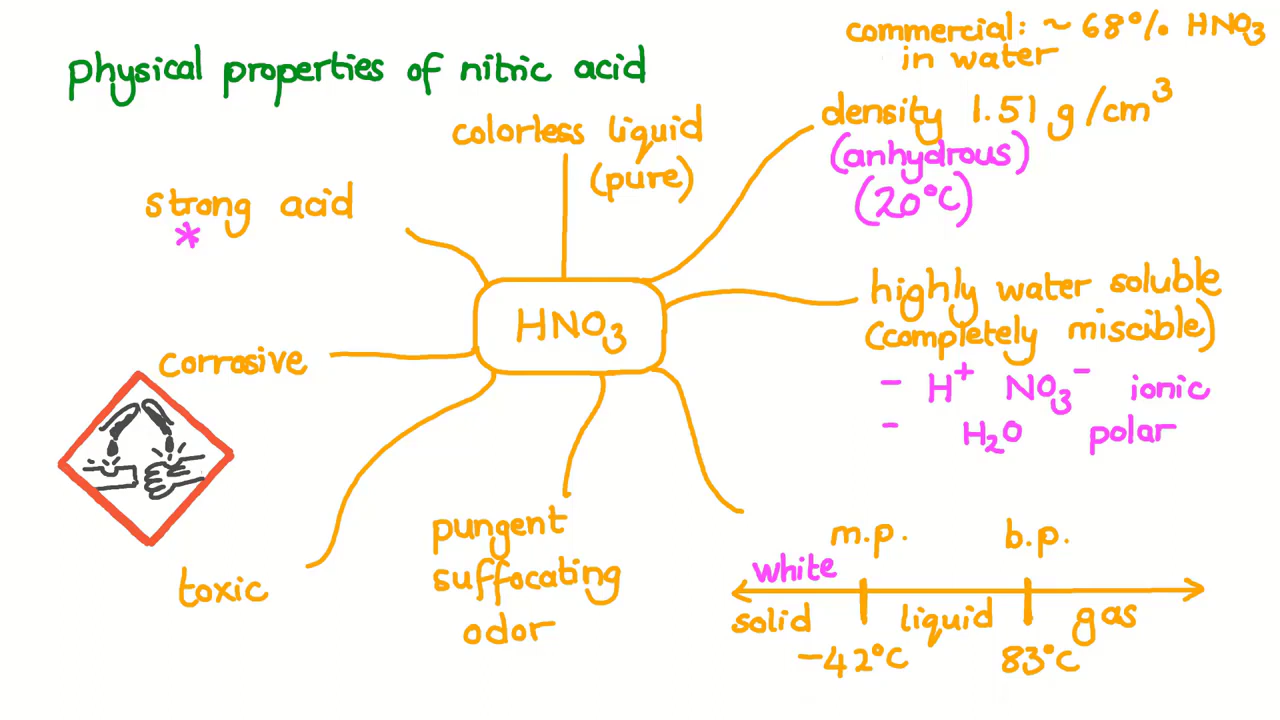 physical properties of nitric acid
commercial: ~ 68% HNO₃
in water
colorless liquid
(pure)
density 1.51 g/cm³
(anhydrous)
(20°C)
strong acid
*
highly water soluble
(completely miscible)
- H⁺ NO₃⁻ ionic
- H₂O polar
HNO₃
corrosive
toxic
pungent
suffocating
odor
m.p. b.p.
white
solid liquid gas
-42°C 83°C